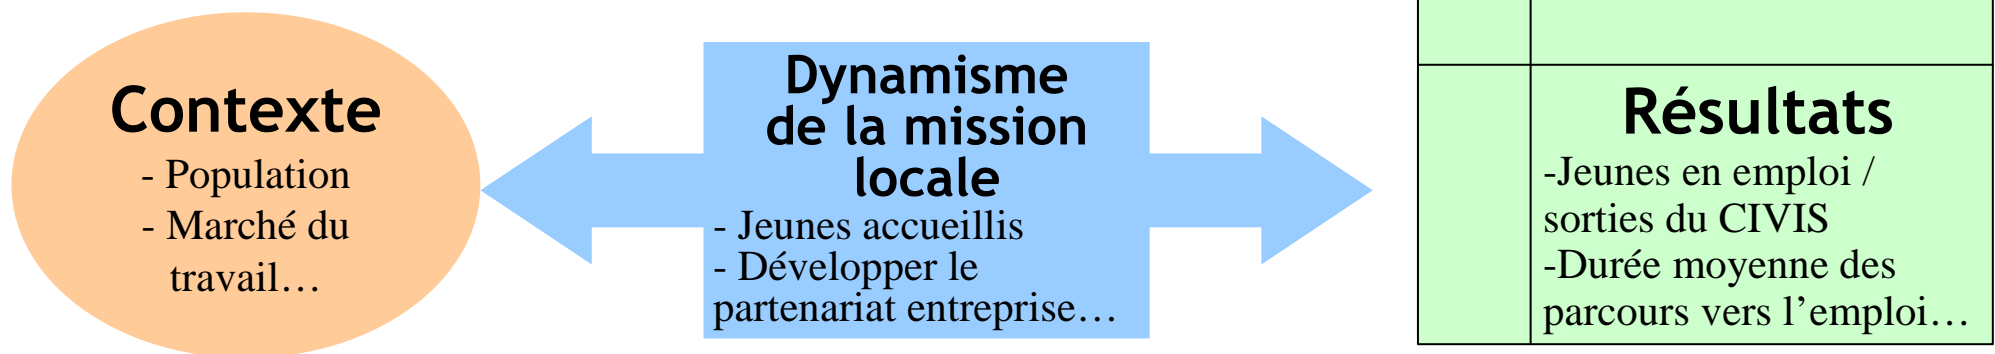 Contexte
- Population
- Marché du
travail…
Dynamisme
de la mission
locale
- Jeunes accueillis
- Développer le
partenariat entreprise…
Résultats
-Jeunes en emploi /
sorties du CIVIS
-Durée moyenne des
parcours vers l’emploi…